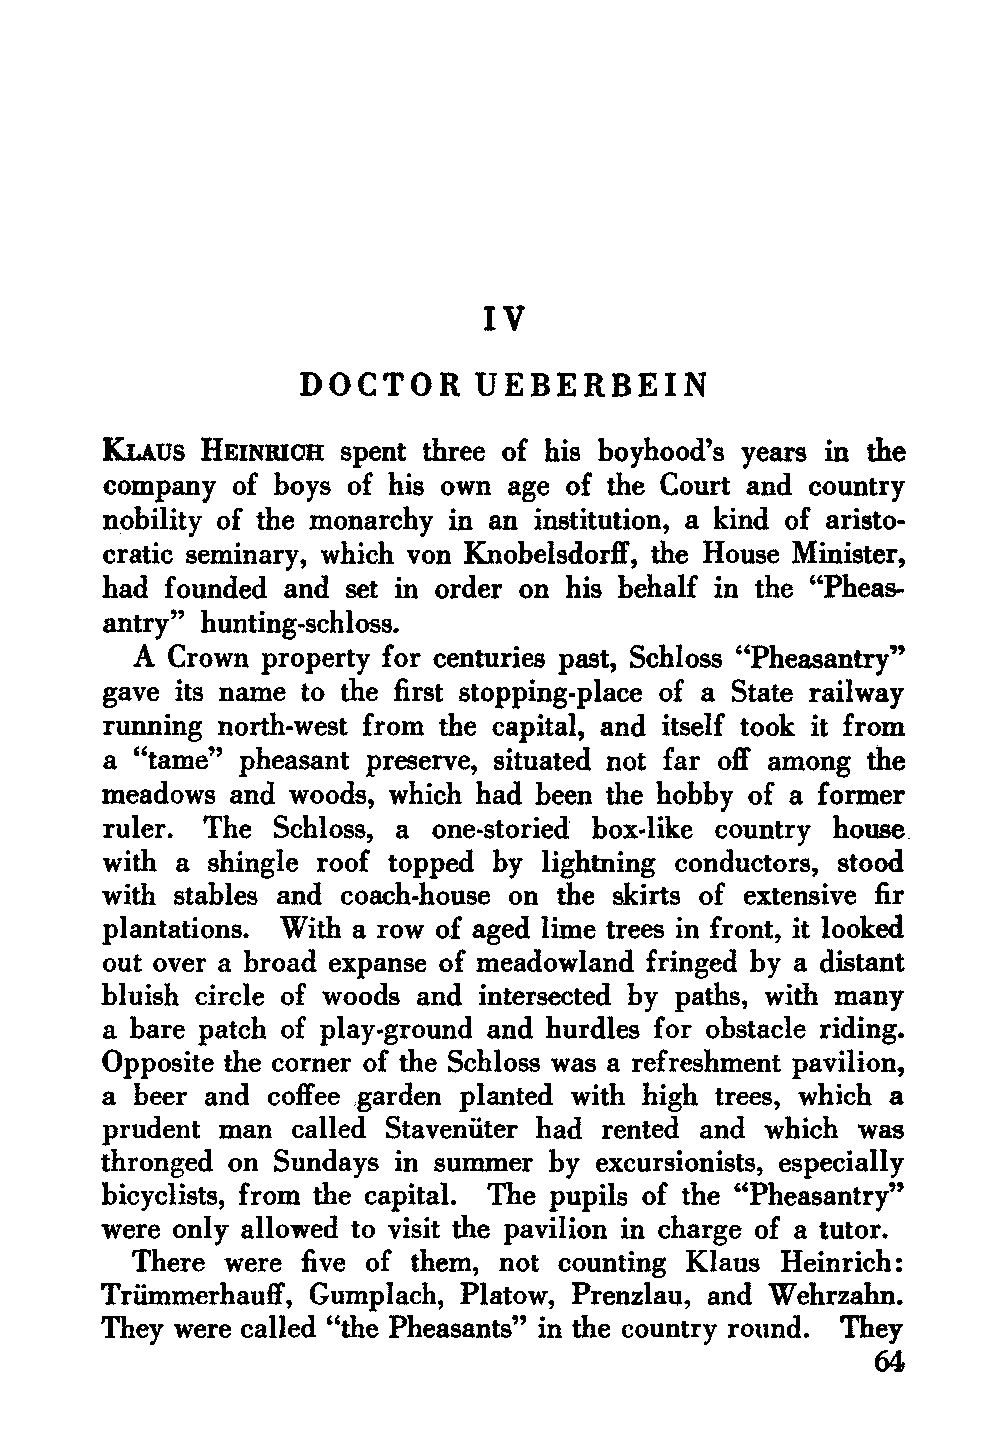 IV
DOCTOR UEBERBEIN
KLAUS HEINRICH spent three of his boyhood's years in the
company of boys of his own age of the Court and country
nobility of the monarchy in an institution, a kind of aristo-
cratic seminary, which von Knobelsdorff, the House Minister,
had founded and set in order on his behalf in the “Pheas-
antry” hunting-schloss.
A Crown property for centuries past, Schloss “Pheasantry”
gave its name to the first stopping-place of a State railway
running north-west from the capital, and itself took it from
a “tame” pheasant preserve, situated not far off among the
meadows and woods, which had been the hobby of a former
ruler. The Schloss, a one-storied box-like country house
with a shingle roof topped by lightning conductors, stood
with stables and coach-house on the skirts of extensive fir
plantations. With a row of aged lime trees in front, it looked
out over a broad expanse of meadowland fringed by a distant
bluish circle of woods and intersected by paths, with many
a bare patch of play-ground and hurdles for obstacle riding.
Opposite the corner of the Schloss was a refreshment pavilion,
a beer and coffee garden planted with high trees, which a
prudent man called Stavenüter had rented and which was
thronged on Sundays in summer by excursionists, especially
bicyclists, from the capital. The pupils of the “Pheasantry”
were only allowed to visit the pavilion in charge of a tutor.
There were five of them, not counting Klaus Heinrich:
Trümmerhauff, Gumplach, Platow, Prenzlau, and Wehrzahn.
They were called “the Pheasants” in the country round. They
64